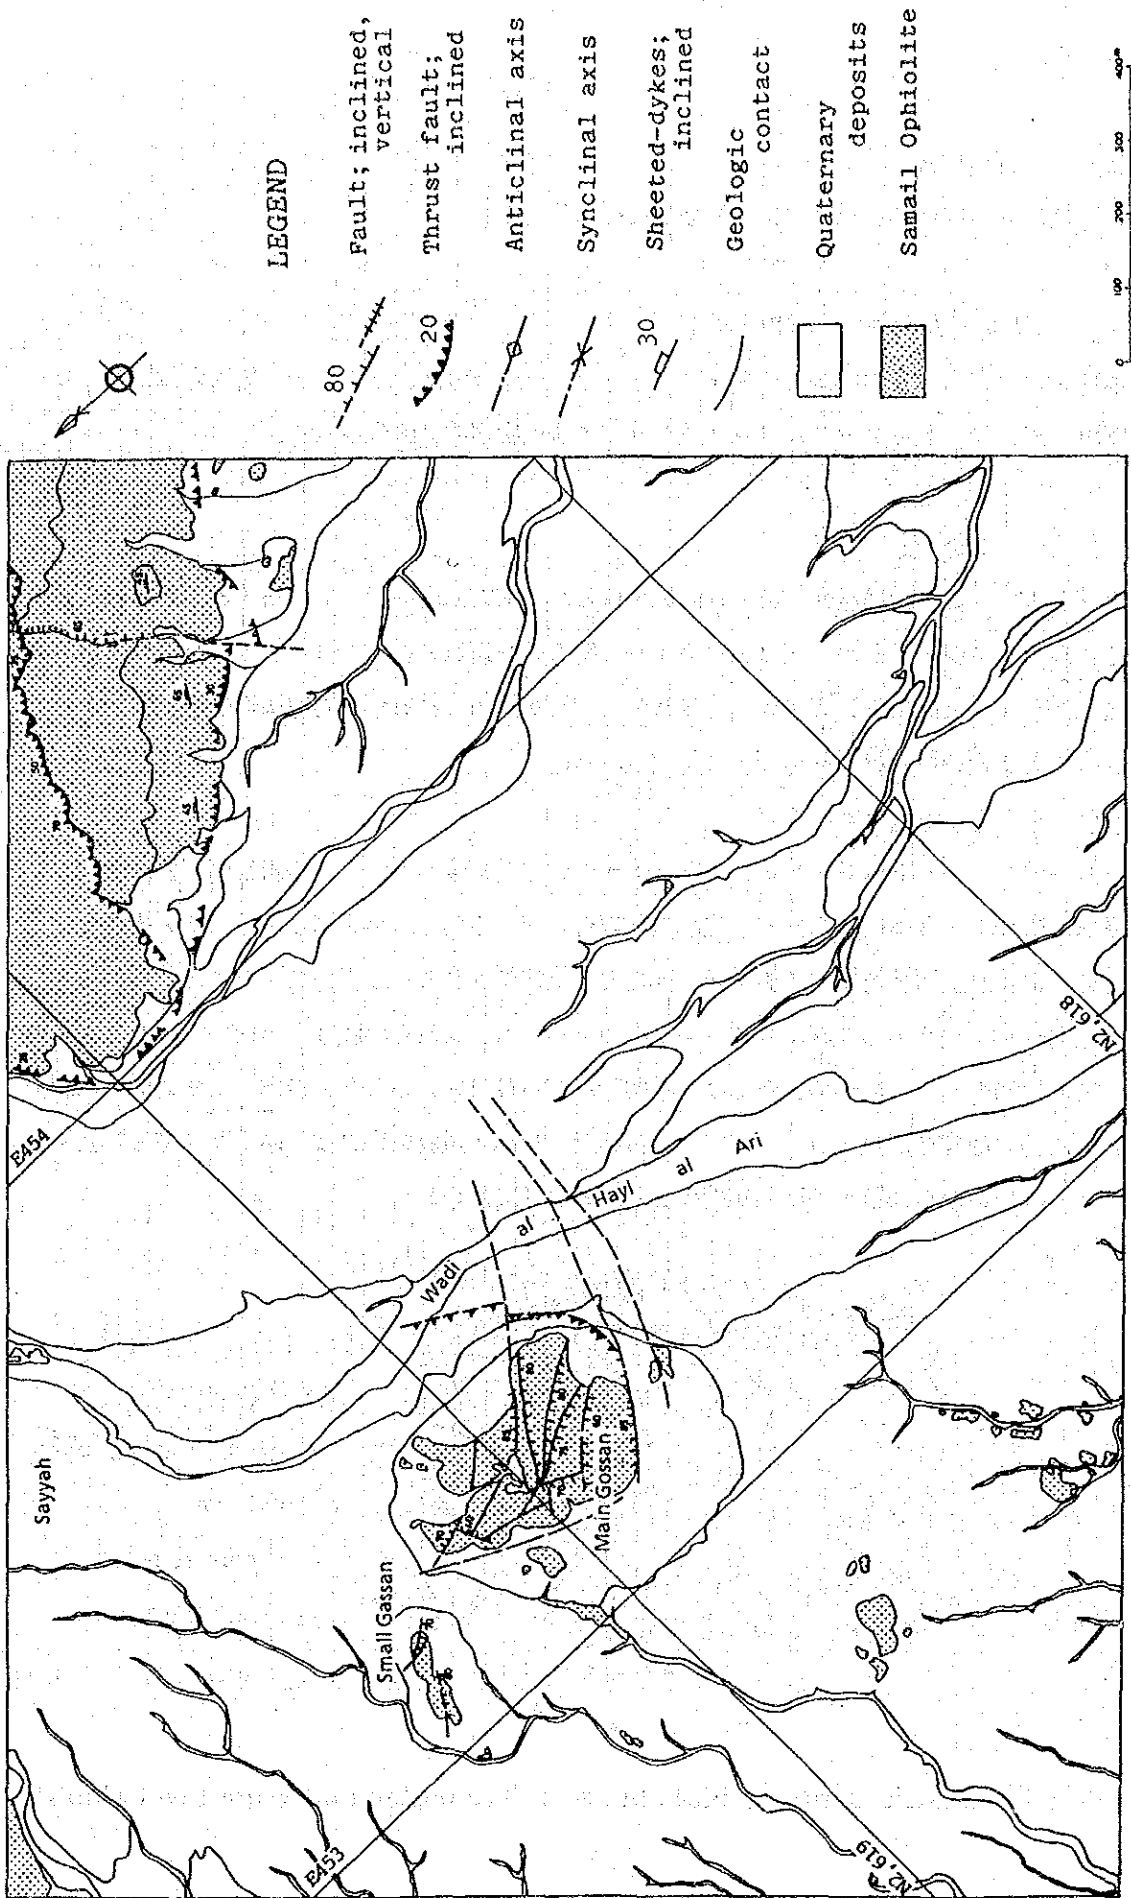 LEGEND
80
Fault; inclined,
vertical
20
Thrust fault;
inclined
Anticlinal axis
Synclinal axis
30
Sheeted-dykes;
inclined
Geologic
contact
Quaternary
deposits
Samail Ophiolite
0 100 200 300 400m
E454
Sayyah
Wadi al Hayl al Ari
Small Gassan
Main Gossan
E453
N2,619
N2,618